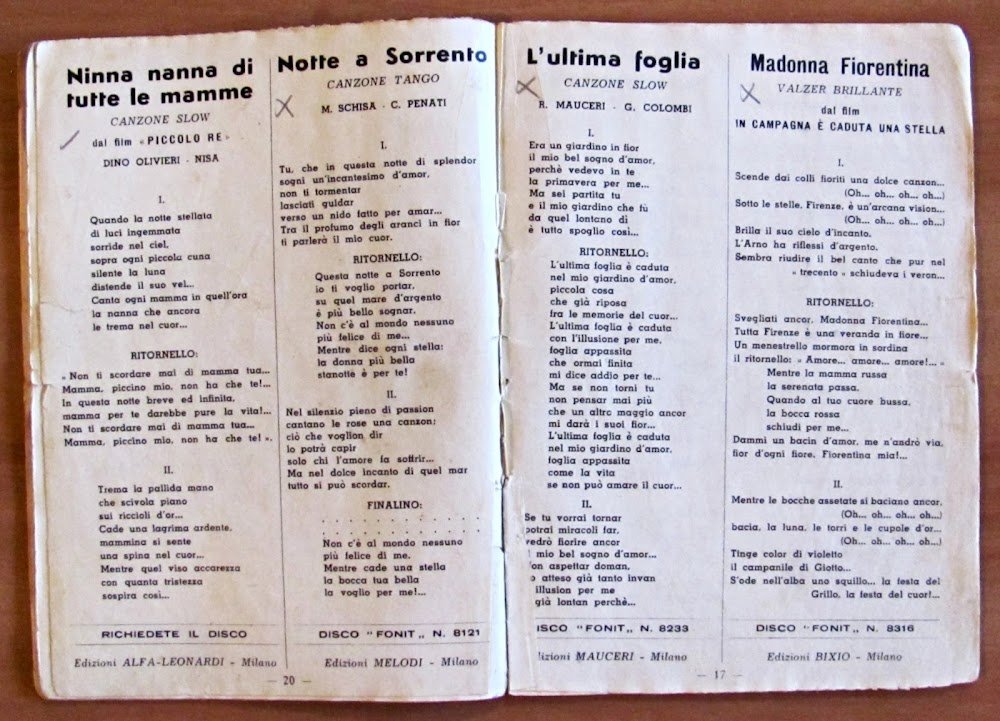 Ninna nanna di
tutte le mamme
CANZONE SLOW
dal film «PICCOLO RE»
DINO OLIVIERI - NISA
I.
Quando la notte stellata
di luci ingemmata
sorride nel ciel,
sopra ogni piccola cuna
silente la luna
distende il suo vel...
Canta ogni mamma in quell'ora
la nanna che ancora
le trema nel cuor...
RITORNELLO:
« Non ti scordare mai di mamma tua...
Mamma, piccino mio, non ha che te!...
In questa notte breve ed infinita,
mamma per te darebbe pure la vita!...
Non ti scordare mai di mamma tua...
Mamma, piccino mio, non ha che te! ».
II.
Trema la pallida mano
che scivola piano
sui riccioli d'or...
Cade una lagrima ardente,
mammina si sente
una spina nel cuor...
Mentre quel viso accarezza
con quanta tristezza
sospira così...
RICHIEDETE IL DISCO
Edizioni ALFA-LEONARDI - Milano
Notte a Sorrento
CANZONE TANGO
M. SCHISA - C. PENATI
I.
Tu, che in questa notte di splendor
sogni un'incantesimo d'amor,
non ti tormentar
lasciati guidar
verso un nido fatto per amar...
Tra il profumo degli aranci in fior
ti parlerà il mio cuor.
RITORNELLO:
Questa notte a Sorrento
io ti voglio portar,
su quel mare d'argento
è più bello sognar.
Non c'è al mondo nessuno
più felice di me...
Mentre dice ogni stella:
la donna più bella
stanotte è per te!
II.
Nel silenzio pieno di passion
cantano le rose una canzon;
ciò che voglion dir
lo potrà capir
solo chi l'amore fa soffrir...
Ma nel dolce incanto di quel mar
tutto si può scordar.
FINALINO:
. . . . . . . . . . . . . .
. . . . . . . . . . . . . .
Non c'è al mondo nessuno
più felice di me.
Mentre cade una stella
la bocca tua bella
la voglio per me!...
DISCO "FONIT„ N. 8121
Edizioni MELODI - Milano
— 20 —
L'ultima foglia
CANZONE SLOW
R. MAUCERI - G. COLOMBI
I.
Era un giardino in fior
il mio bel sogno d'amor,
perchè vedevo in te
la primavera per me...
Ma sei partita tu
e il mio giardino che fù
da quel lontano dì
è tutto spoglio così...
RITORNELLO:
L'ultima foglia è caduta
nel mio giardino d'amor,
piccola cosa
che già riposa
fra le memorie del cuor...
L'ultima foglia è caduta
con l'illusione per me,
foglia appassita
che ormai finita
mi dice addio per te...
Ma se non torni tu
non pensar mai più
che un altro maggio ancor
mi darà i suoi fior...
L'ultima foglia è caduta
nel mio giardino d'amor,
foglia appassita
come la vita
se non può amare il cuor...
II.
Se tu vorrai tornar
potrai miracoli far,
vedrò fiorire ancor
l mio bel sogno d'amor...
on aspettar doman,
o atteso già tanto invan
illusion per me
già lontan perchè...
ISCO "FONIT„ N. 8233
lizioni MAUCERI - Milano
Madonna Fiorentina
VALZER BRILLANTE
dal film
IN CAMPAGNA È CADUTA UNA STELLA
I.
Scende dai colli fioriti una dolce canzon...
(Oh... oh... oh... oh...)
Sotto le stelle, Firenze, è un'arcana vision...
(Oh... oh... oh... oh...)
Brilla il suo cielo d'incanto,
L'Arno ha riflessi d'argento,
Sembra riudire il bel canto che pur nel
« trecento » schiudeva i veron...
RITORNELLO:
Svegliati ancor, Madonna Fiorentina...
Tutta Firenze è una veranda in fiore...
Un menestrello mormora in sordina
il ritornello: « Amore... amore... amore!... »
Mentre la mamma russa
la serenata passa,
Quando al tuo cuore bussa,
la bocca rossa
schiudi per me...
Dammi un bacin d'amor, me n'andrò via,
fior d'ogni fiore, Fiorentina mia!...
II.
Mentre le bocche assetate si baciano ancor,
(Oh... oh... oh... oh...)
bacia, la luna, le torri e le cupole d'or...
(Oh... oh... oh... oh...)
Tinge color di violetto
il campanile di Giotto...
S'ode nell'alba uno squillo... la festa del
Grillo, la festa del cuor!...
DISCO "FONIT„ N. 8316
Edizioni BIXIO - Milano
— 17 —